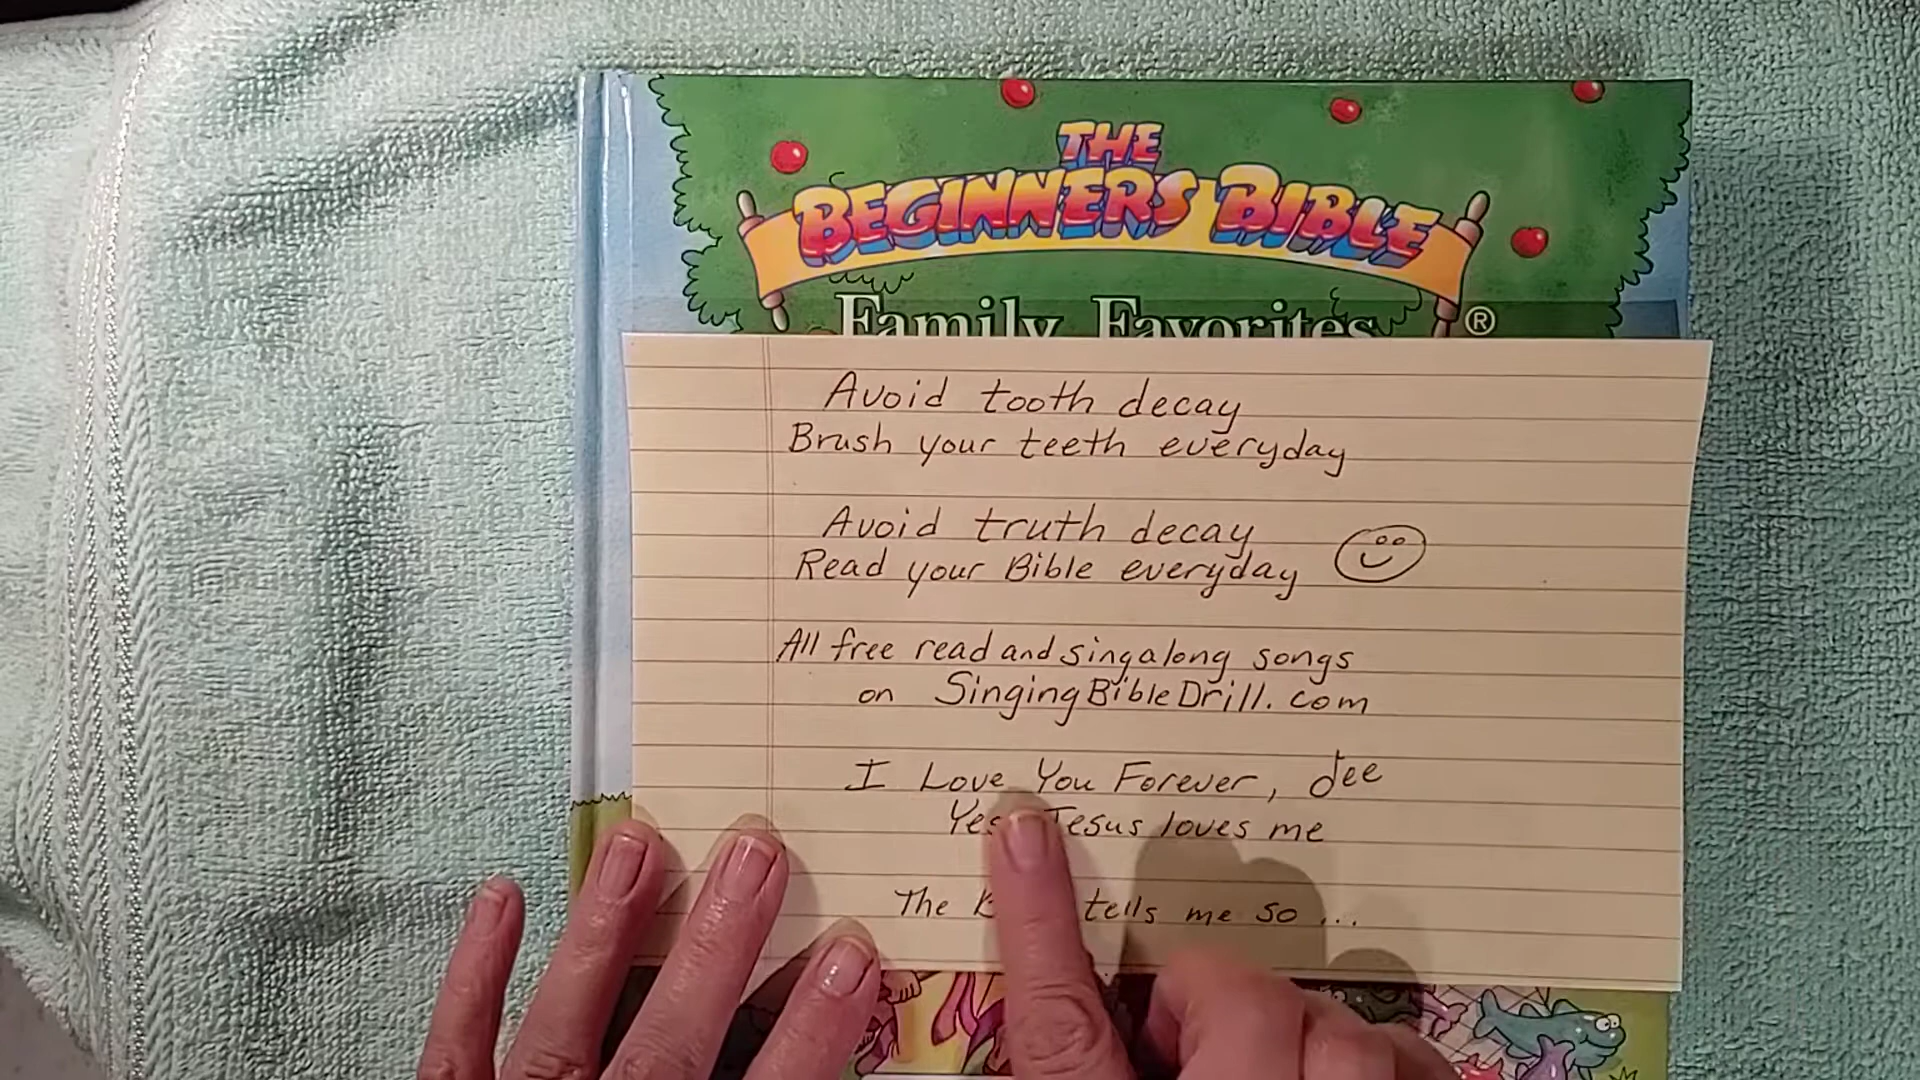 THE
BEGINNERS BIBLE
Family Favorites ®
Avoid tooth decay
Brush your teeth everyday
Avoid truth decay
Read your Bible everyday
All free read and singalong songs
on SingingBibleDrill.com
I Love You Forever, dee
Yes Jesus loves me
The tells me so ...